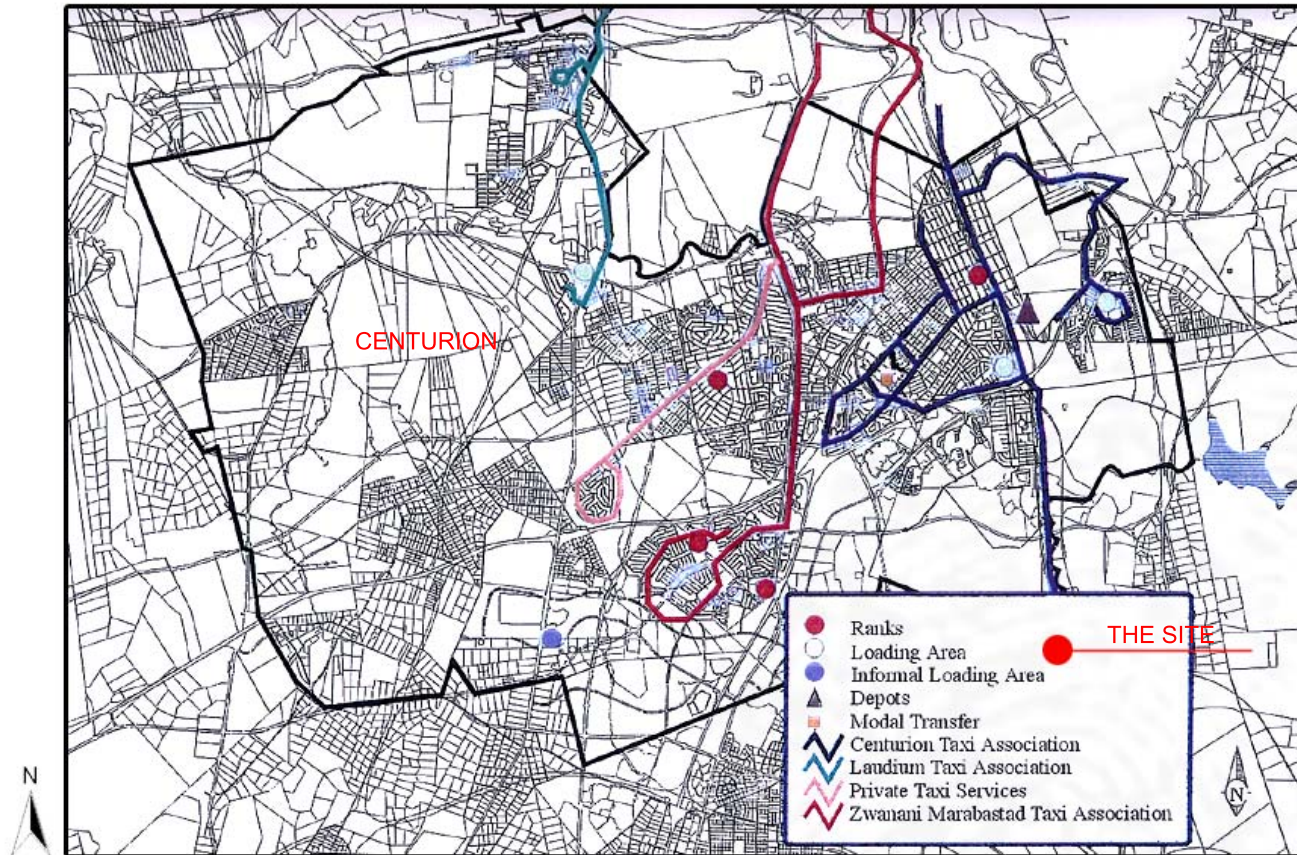 CENTURION
THE SITE
Ranks
Loading Area
Informal Loading Area
Depots
Modal Transfer
Centurion Taxi Association
Laudium Taxi Association
Private Taxi Services
Zwanani Marabastad Taxi Association
N
N